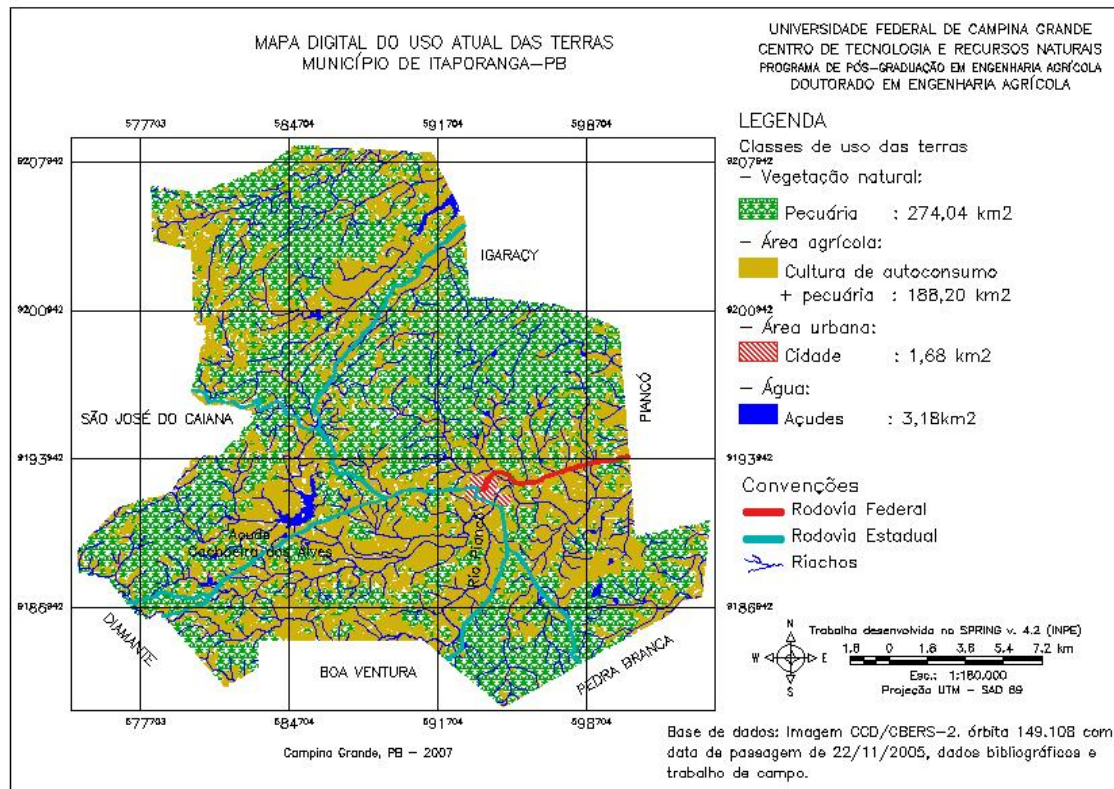 MAPA DIGITAL DO USO ATUAL DAS TERRAS
MUNICÍPIO DE ITAPORANGA-PB
UNIVERSIDADE FEDERAL DE CAMPINA GRANDE
CENTRO DE TECNOLOGIA E RECURSOS NATURAIS
PROGRAMA DE PÓS-GRADUAÇÃO EM ENGENHARIA AGRÍCOLA
DOUTORADO EM ENGENHARIA AGRÍCOLA
577703 584704 591704 598704
9207942 9207942
9200942 9200942
9193942 9193942
9186942 9186942
577703 584704 591704 598704
IGARAÇY
SÃO JOSÉ DO CAIANA
PIANCÓ
Açude
Cachoeira dos Alves
Rio Piancó
DIAMANTE
BOA VENTURA
PEDRA BRANCA
Campina Grande, PB - 2007
LEGENDA
Classes de uso das terras
- Vegetação natural:
Pecuária : 274,04 km2
- Área agrícola:
Cultura de autoconsumo
+ pecuária : 188,20 km2
- Área urbana:
Cidade : 1,68 km2
- Água:
Açudes : 3,18km2
Convenções
Rodovia Federal
Rodovia Estadual
Riachos
N
W E
S
Trabalho desenvolvido no SPRING v. 4.2 (INPE)
1.8 0 1.8 3.6 5.4 7.2 km
Esc.: 1:180,000
Projeção UTM - SAD 69
Base de dados: Imagem CCD/CBERS-2. órbita 149.108 com
data de passagem de 22/11/2005, dados bibliográficos e
trabalho de campo.